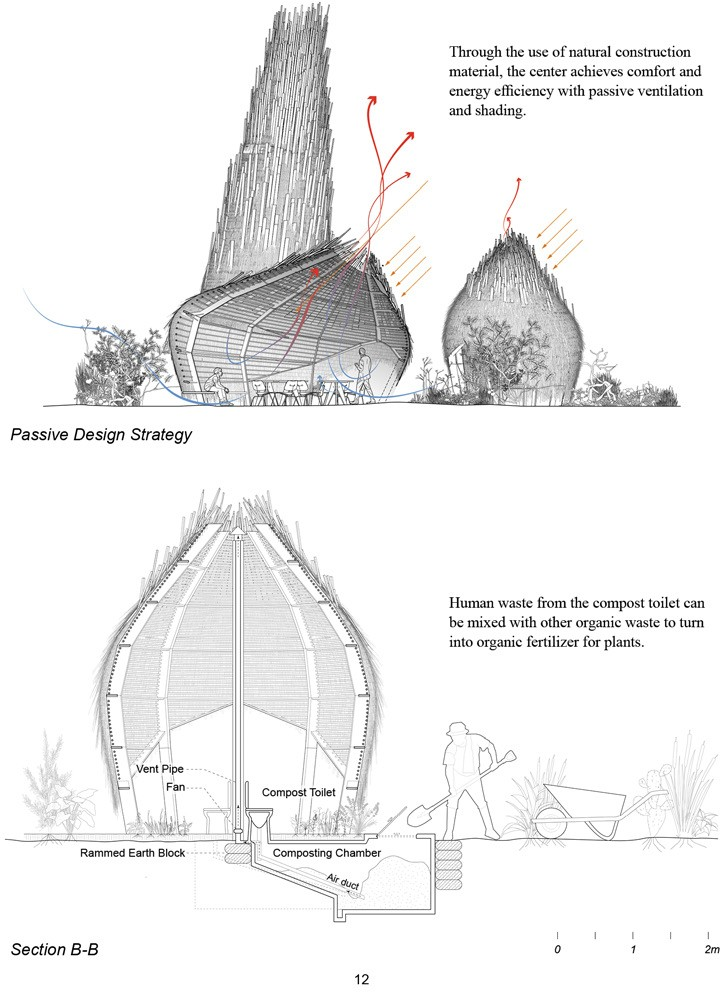 Through the use of natural construction
material, the center achieves comfort and
energy efficiency with passive ventilation
and shading.
Passive Design Strategy
Human waste from the compost toilet can
be mixed with other organic waste to turn
into organic fertilizer for plants.
Vent Pipe
Fan
Compost Toilet
Rammed Earth Block
Composting Chamber
Air duct
Section B-B
0 1 2m
12